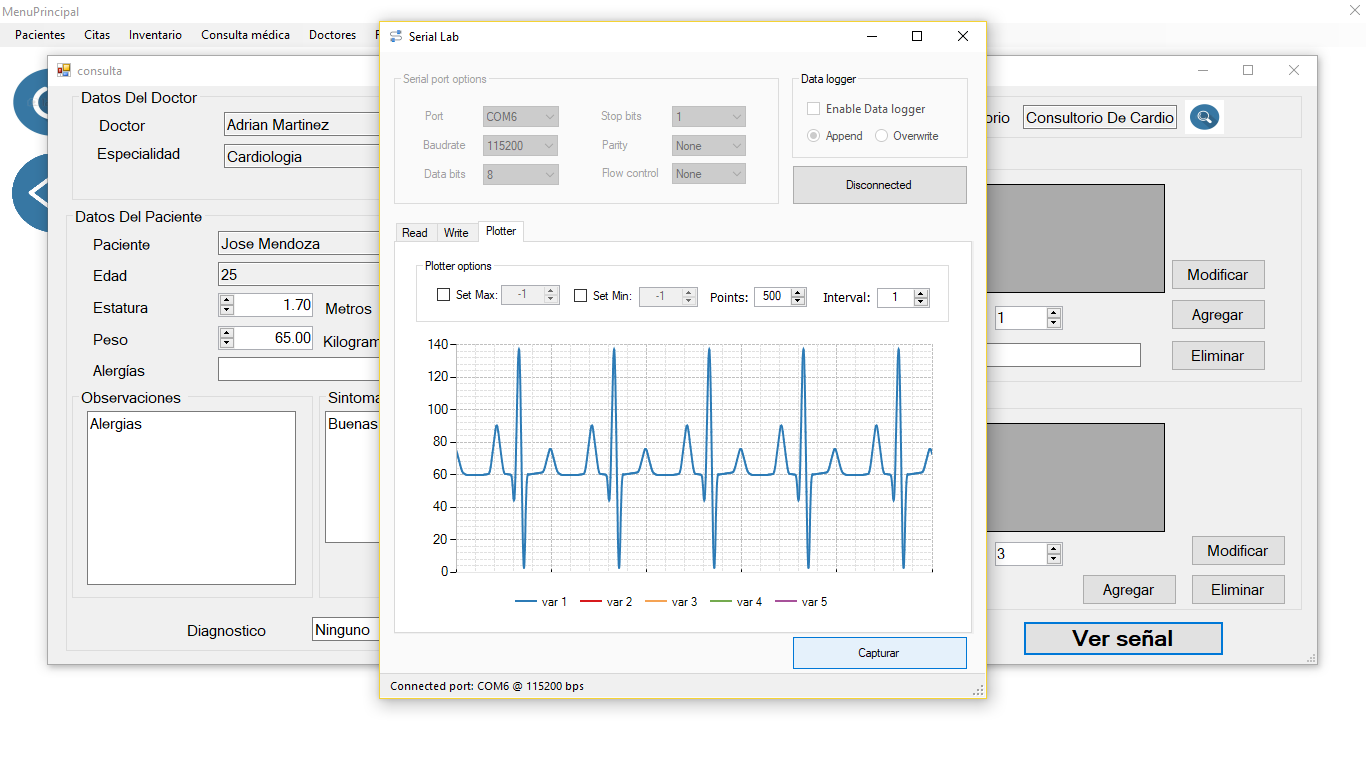 MenuPrincipal
Pacientes Citas Inventario Consulta médica Doctores
consulta
Datos Del Doctor
Doctor
Adrian Martinez
Especialidad
Cardiologia
Consultorio De Cardio
Datos Del Paciente
Paciente
Jose Mendoza
Edad
25
Estatura
1.70
Metros
Peso
65.00
Kilogram
Alergías
Observaciones
Alergias
Sintoma
Buenas
Diagnostico
Ninguno
Serial Lab
Serial port options
Port
COM6
Stop bits
1
Baudrate
115200
Parity
None
Data bits
8
Flow control
None
Data logger
Enable Data logger
Append
Overwrite
Disconnected
Read Write Plotter
Plotter options
Set Max: -1
Set Min: -1
Points: 500
Interval: 1
140
120
100
80
60
40
20
0
var 1 var 2 var 3 var 4 var 5
Capturar
Connected port: COM6 @ 115200 bps
Modificar
1
Agregar
Eliminar
3
Modificar
Agregar
Eliminar
Ver señal